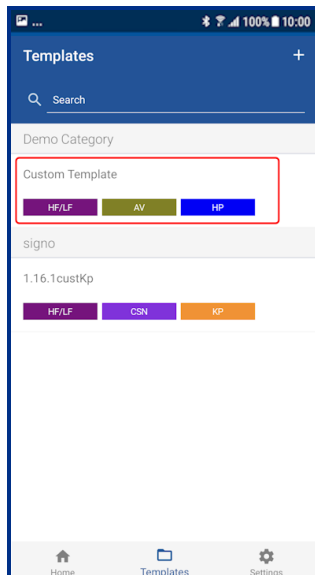 ... 100% 10:00
Templates +
Search
Demo Category
Custom Template
HF/LF AV HP
signo
1.16.1custKp
HF/LF CSN KP
Home Templates Settings